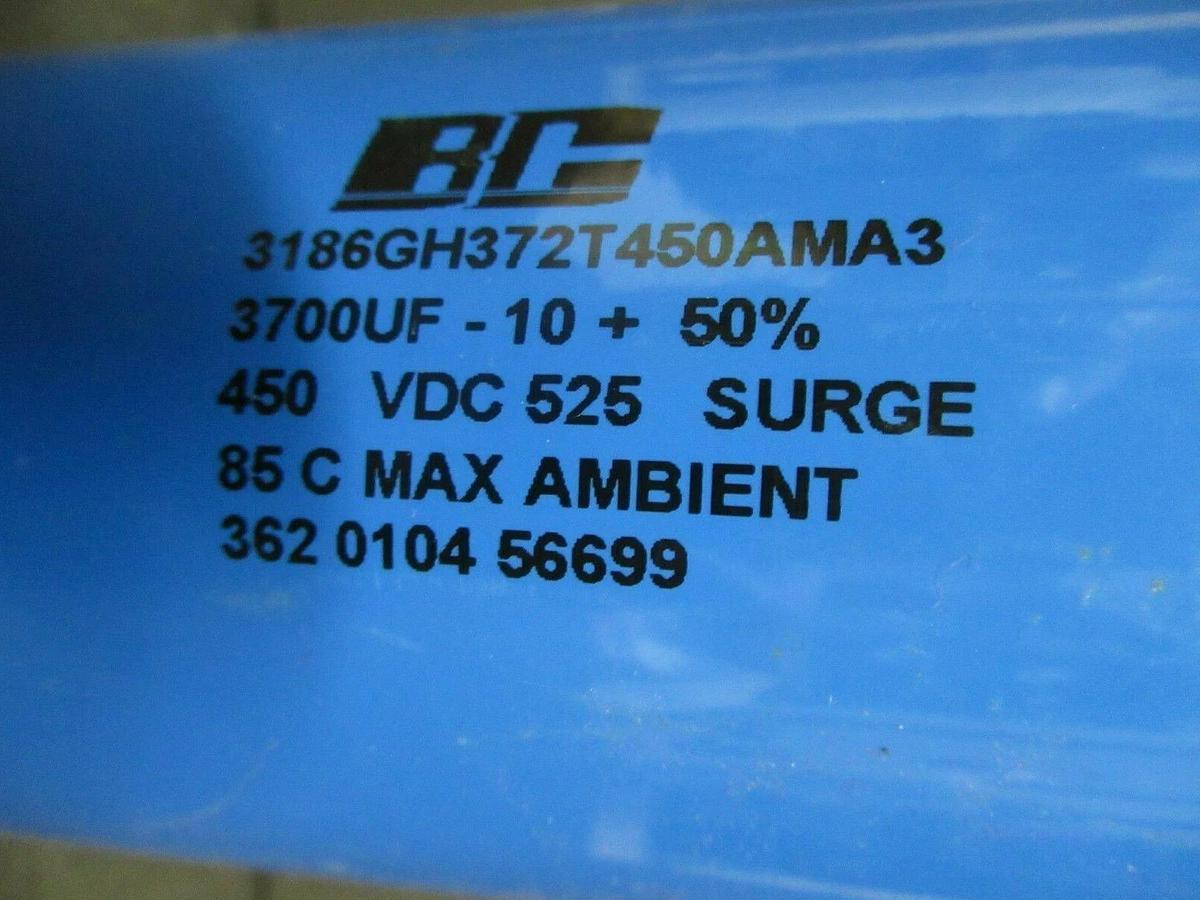 BC
3186GH372T450AMA3
3700UF - 10 + 50%
450 VDC 525 SURGE
85 C MAX AMBIENT
362 0104 56699